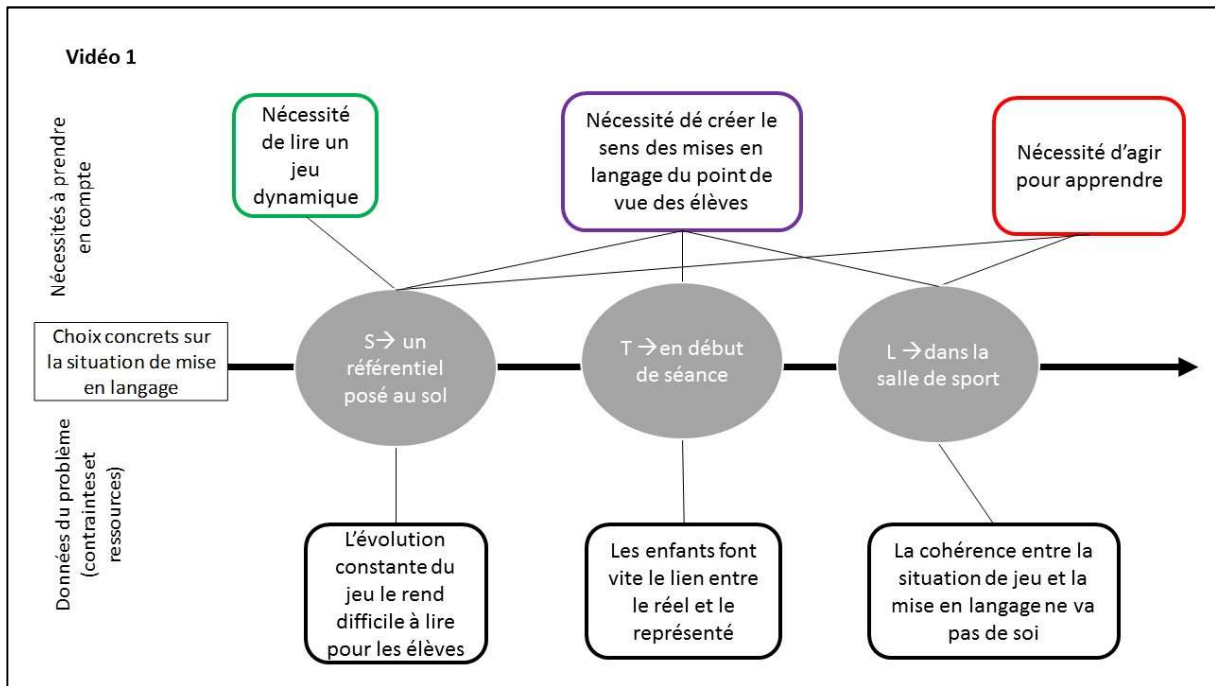 Vidéo 1
Nécessités à prendre
en compte
Nécessité
de lire un
jeu
dynamique
Nécessité dé créer le
sens des mises en
langage du point de
vue des élèves
Nécessité d'agir
pour apprendre
Choix concrets sur
la situation de mise
en langage
S→ un
référentiel
posé au sol
T →en début
de séance
L →dans la
salle de sport
Données du problème
(contraintes et
ressources)
L'évolution
constante du
jeu le rend
difficile à lire
pour les élèves
Les enfants font
vite le lien entre
le réel et le
représenté
La cohérence entre la
situation de jeu et la
mise en langage ne va
pas de soi